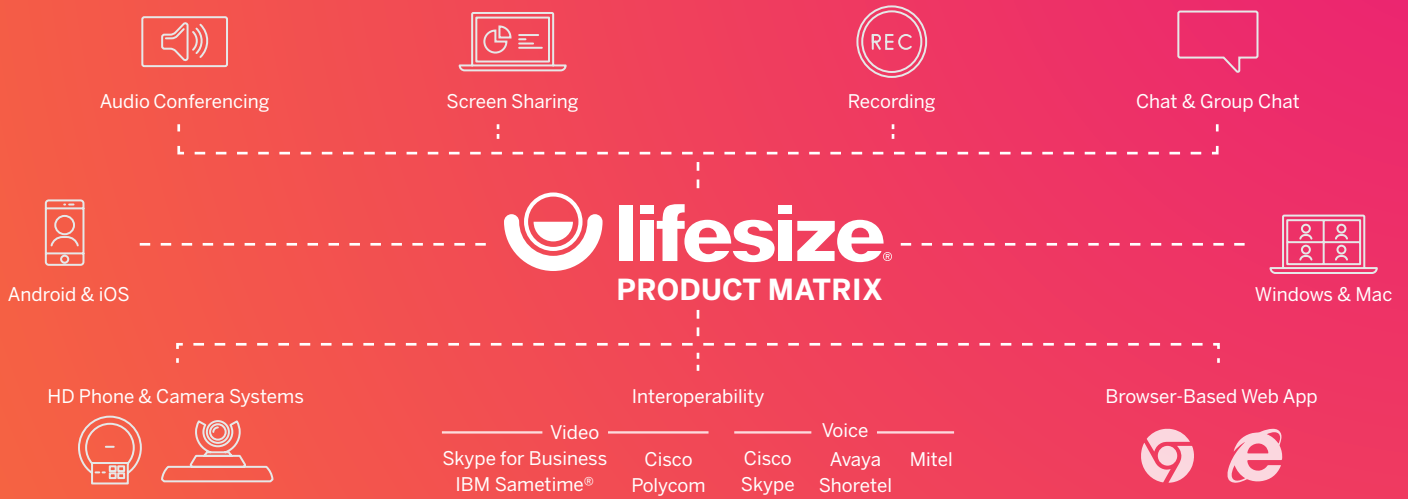 REC
Audio Conferencing
Screen Sharing
Recording
Chat & Group Chat
lifesize®
PRODUCT MATRIX
Android & iOS
Windows & Mac
HD Phone & Camera Systems
Interoperability
Browser-Based Web App
Video
Voice
Skype for Business
Cisco
Cisco
Avaya
Mitel
IBM Sametime®
Polycom
Skype
Shoretel